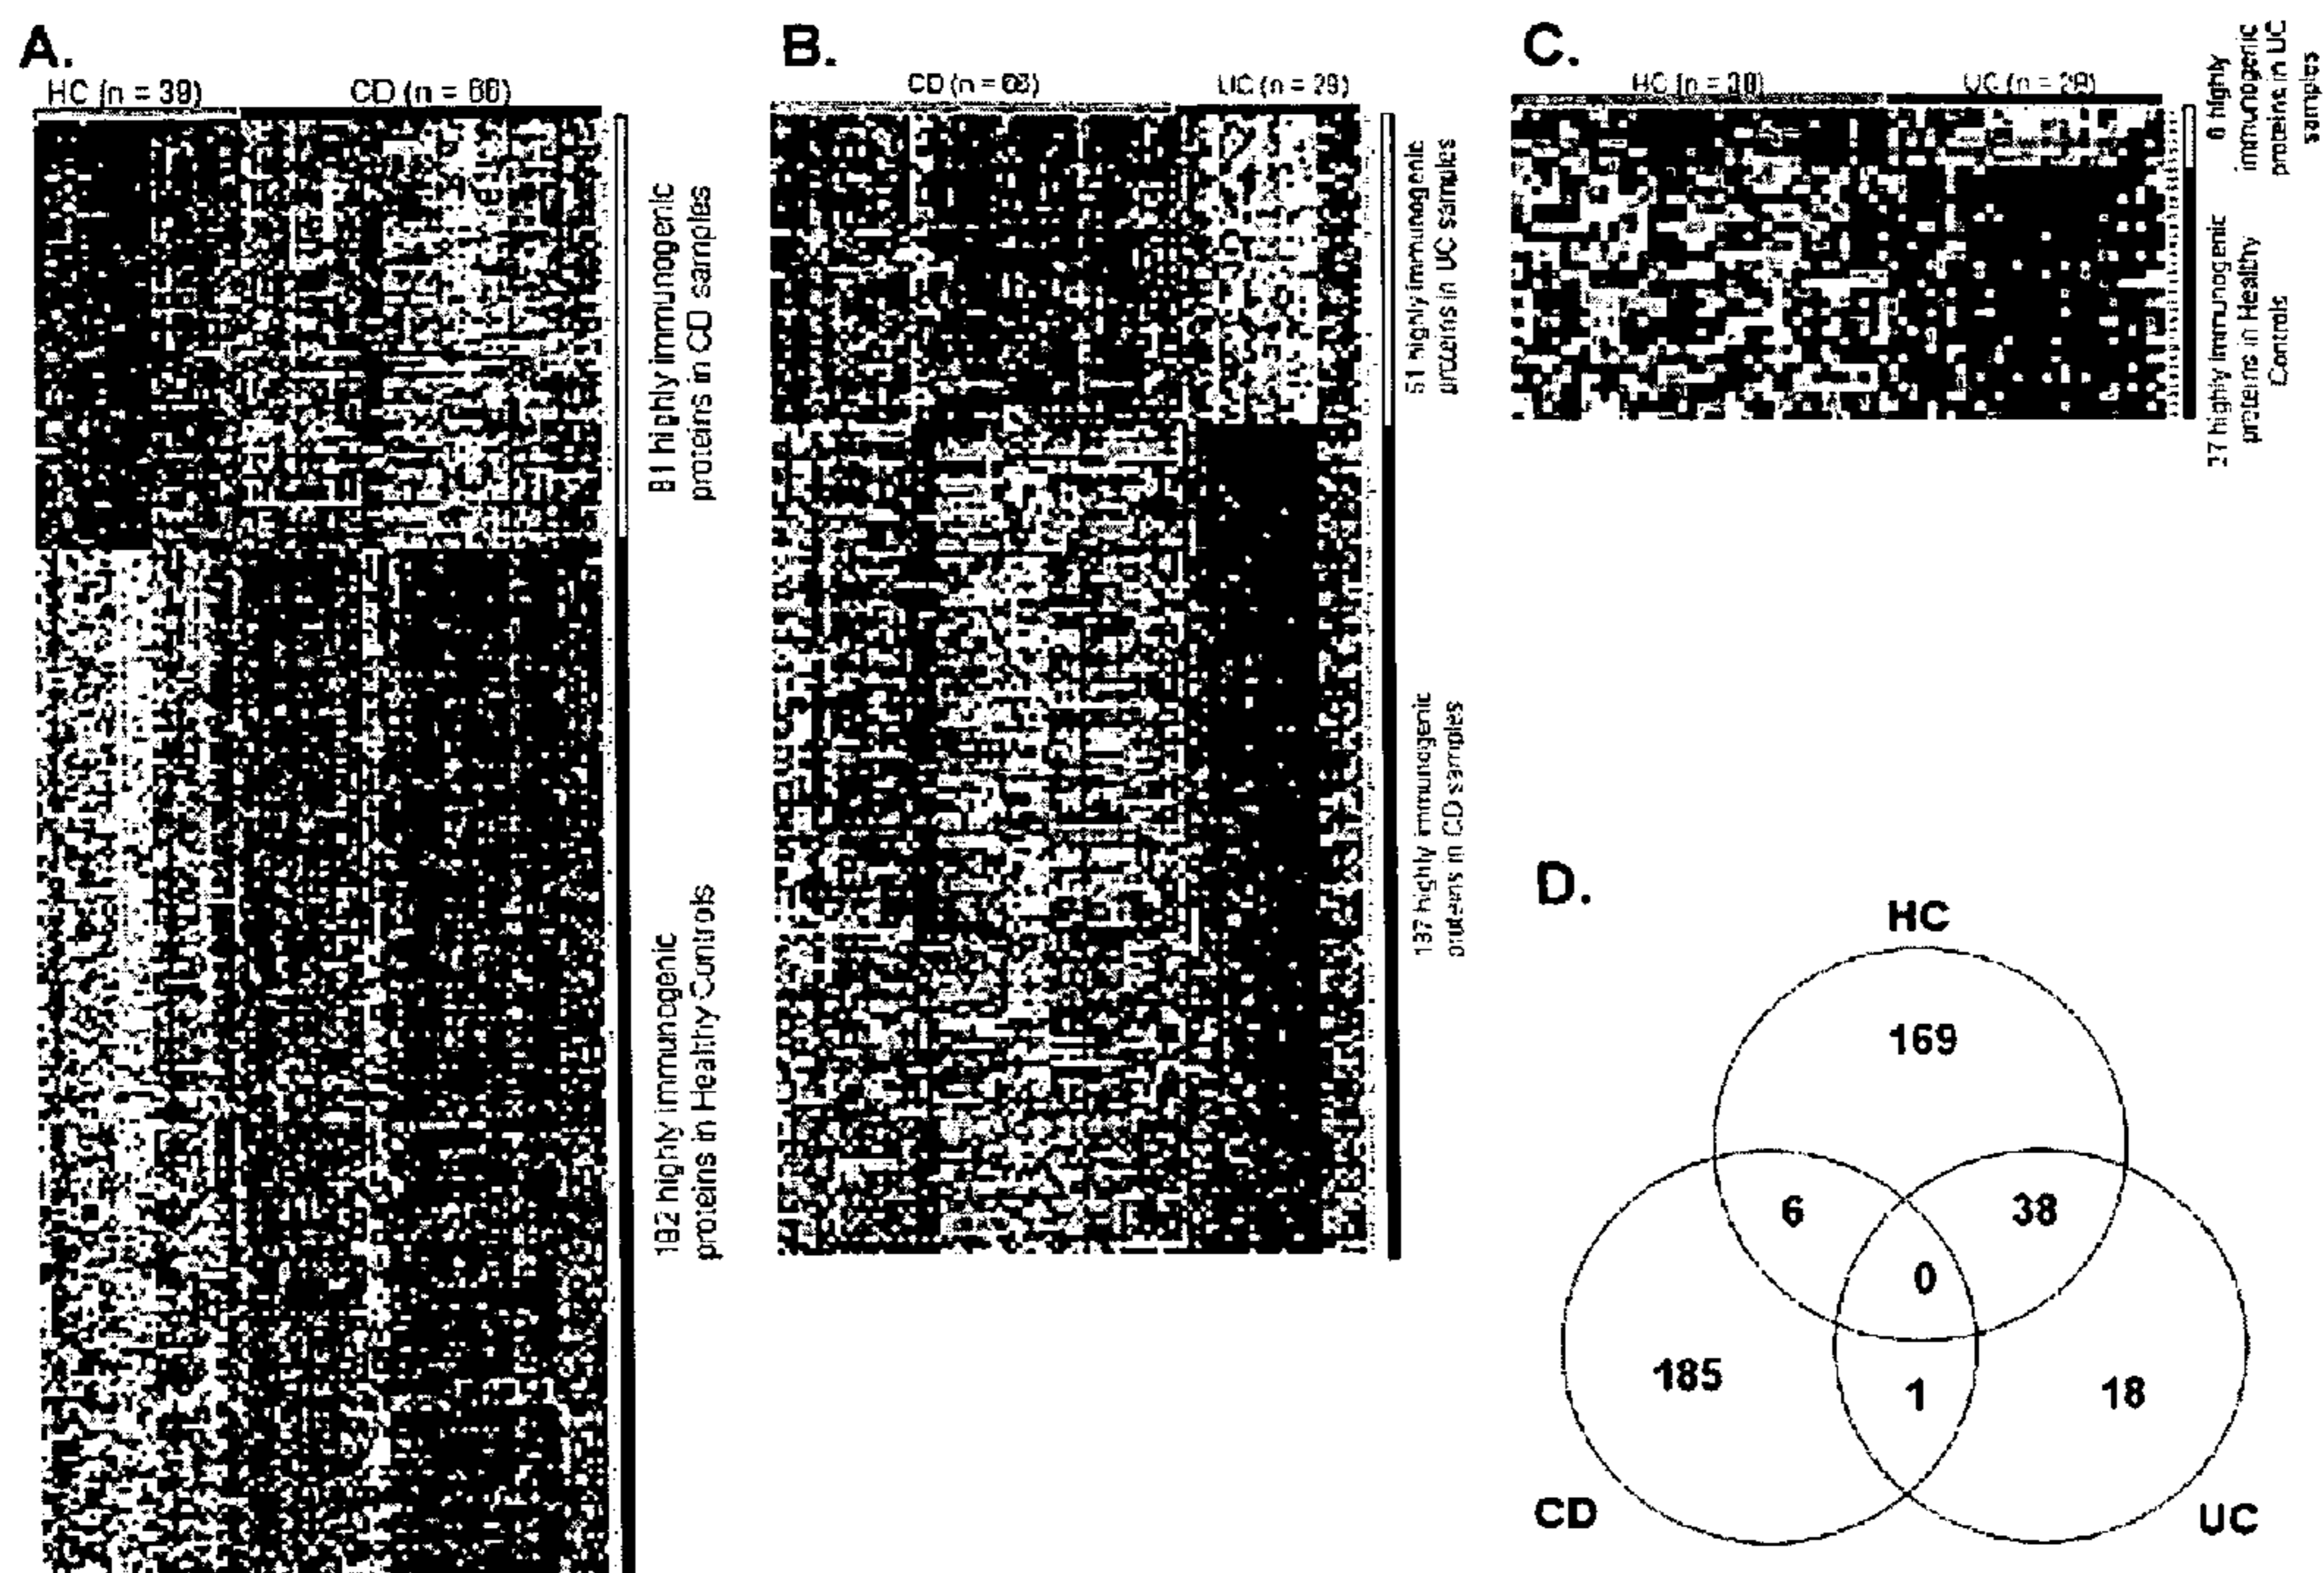 A.
HC (n = 39)
CD (n = 66)
81 highly immunogenic
proteins in CD samples
182 highly immunogenic
proteins in Healthy Controls
B.
CD (n =
UC (n = 29)
51 highly immunogenic
proteins in UC samples
137 highly immunogenic
proteins in CD samples
C.
HC (n =
UC (n = 29)
6 highly
immunogenic
proteins in UC
samples
27 highly immunogenic
proteins in Healthy
Controls
D.
HC
169
6
38
0
185
1
18
CD
UC